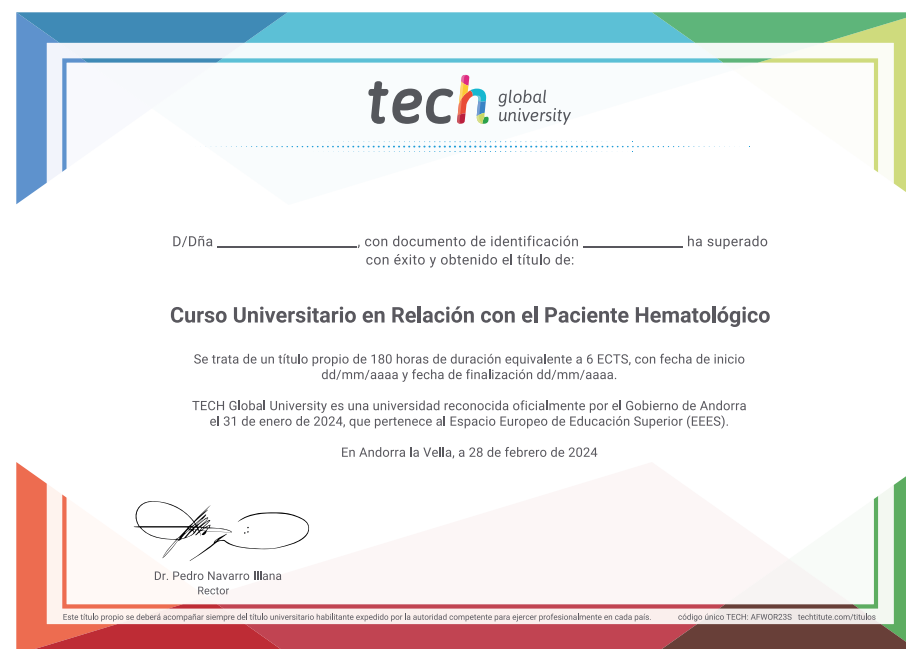 tech global university
D/Dña ________________, con documento de identificación ____________ ha superado
con éxito y obtenido el título de:
Curso Universitario en Relación con el Paciente Hematológico
Se trata de un título propio de 180 horas de duración equivalente a 6 ECTS, con fecha de inicio
dd/mm/aaaa y fecha de finalización dd/mm/aaaa.
TECH Global University es una universidad reconocida oficialmente por el Gobierno de Andorra
el 31 de enero de 2024, que pertenece al Espacio Europeo de Educación Superior (EEES).
En Andorra la Vella, a 28 de febrero de 2024
Dr. Pedro Navarro Illana
Rector
Este título propio se deberá acompañar siempre del título universitario habilitante expedido por la autoridad competente para ejercer profesionalmente en cada país. código único TECH: AFWOR23S techtitute.com/titulos